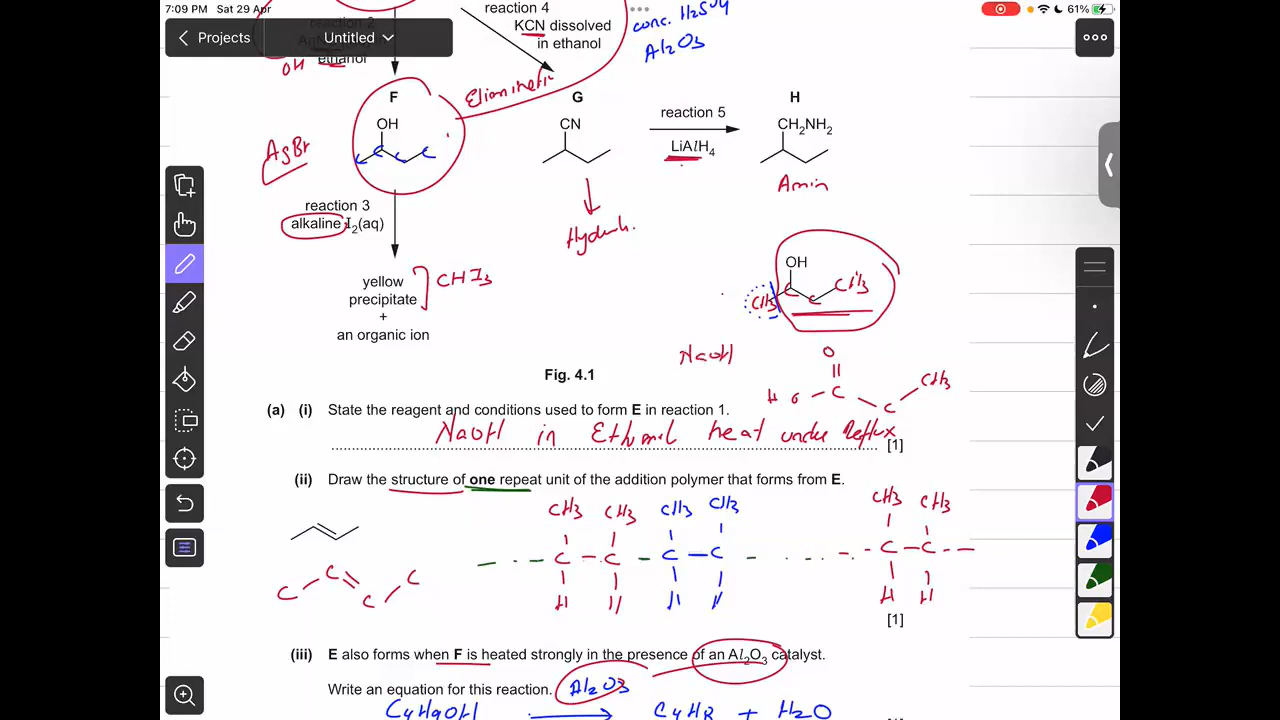 7:09 PM Sat 29 Apr
61%
Projects
Untitled
reaction 2
ethanol
OH
reaction 4
KCN dissolved
in ethanol
conc. H2SO4
Al2O3
F
OH
G
CN
reaction 5
LiAlH4
H
CH2NH2
Amin
AgBr
reaction 3
alkaline I2(aq)
yellow
precipitate
+
an organic ion
CHI3
OH
CH3
C
C
CH3
NaOH
O
H O C C CH3
Fig. 4.1
(a) (i) State the reagent and conditions used to form E in reaction 1.
NaOH in Ethanol heat under Reflux
[1]
(ii) Draw the structure of one repeat unit of the addition polymer that forms from E.
CH3 CH3 CH3 CH3 CH3 CH3
C C C C C C
H H H H H H
C C C C
[1]
(iii) E also forms when F is heated strongly in the presence of an Al2O3 catalyst.
Write an equation for this reaction.
Al2O3
C4H9OH → C4H8 + H2O